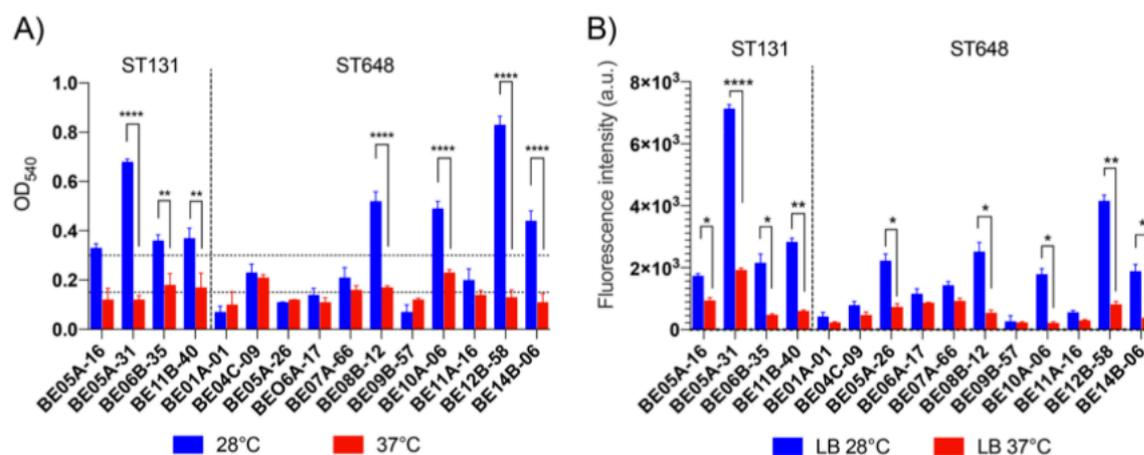 A)
ST131 ST648
OD540
1.0
0.8
0.6
0.4
0.2
0.0
**** ** ** **** **** **** ****
BE05A-16
BE05A-31
BE06B-35
BE11B-40
BE01A-01
BE04C-09
BE05A-26
BEO6A-17
BE07A-66
BE08B-12
BE09B-57
BE10A-06
BE11A-16
BE12B-58
BE14B-06
28°C 37°C
B)
ST131 ST648
Fluorescence intensity (a.u.)
8×10³
6×10³
4×10³
2×10³
0
* **** * ** * * * ** *
BE05A-16
BE05A-31
BE06B-35
BE11B-40
BE01A-01
BE04C-09
BE05A-26
BE06A-17
BE07A-66
BE08B-12
BE09B-57
BE10A-06
BE11A-16
BE12B-58
BE14B-06
LB 28°C LB 37°C